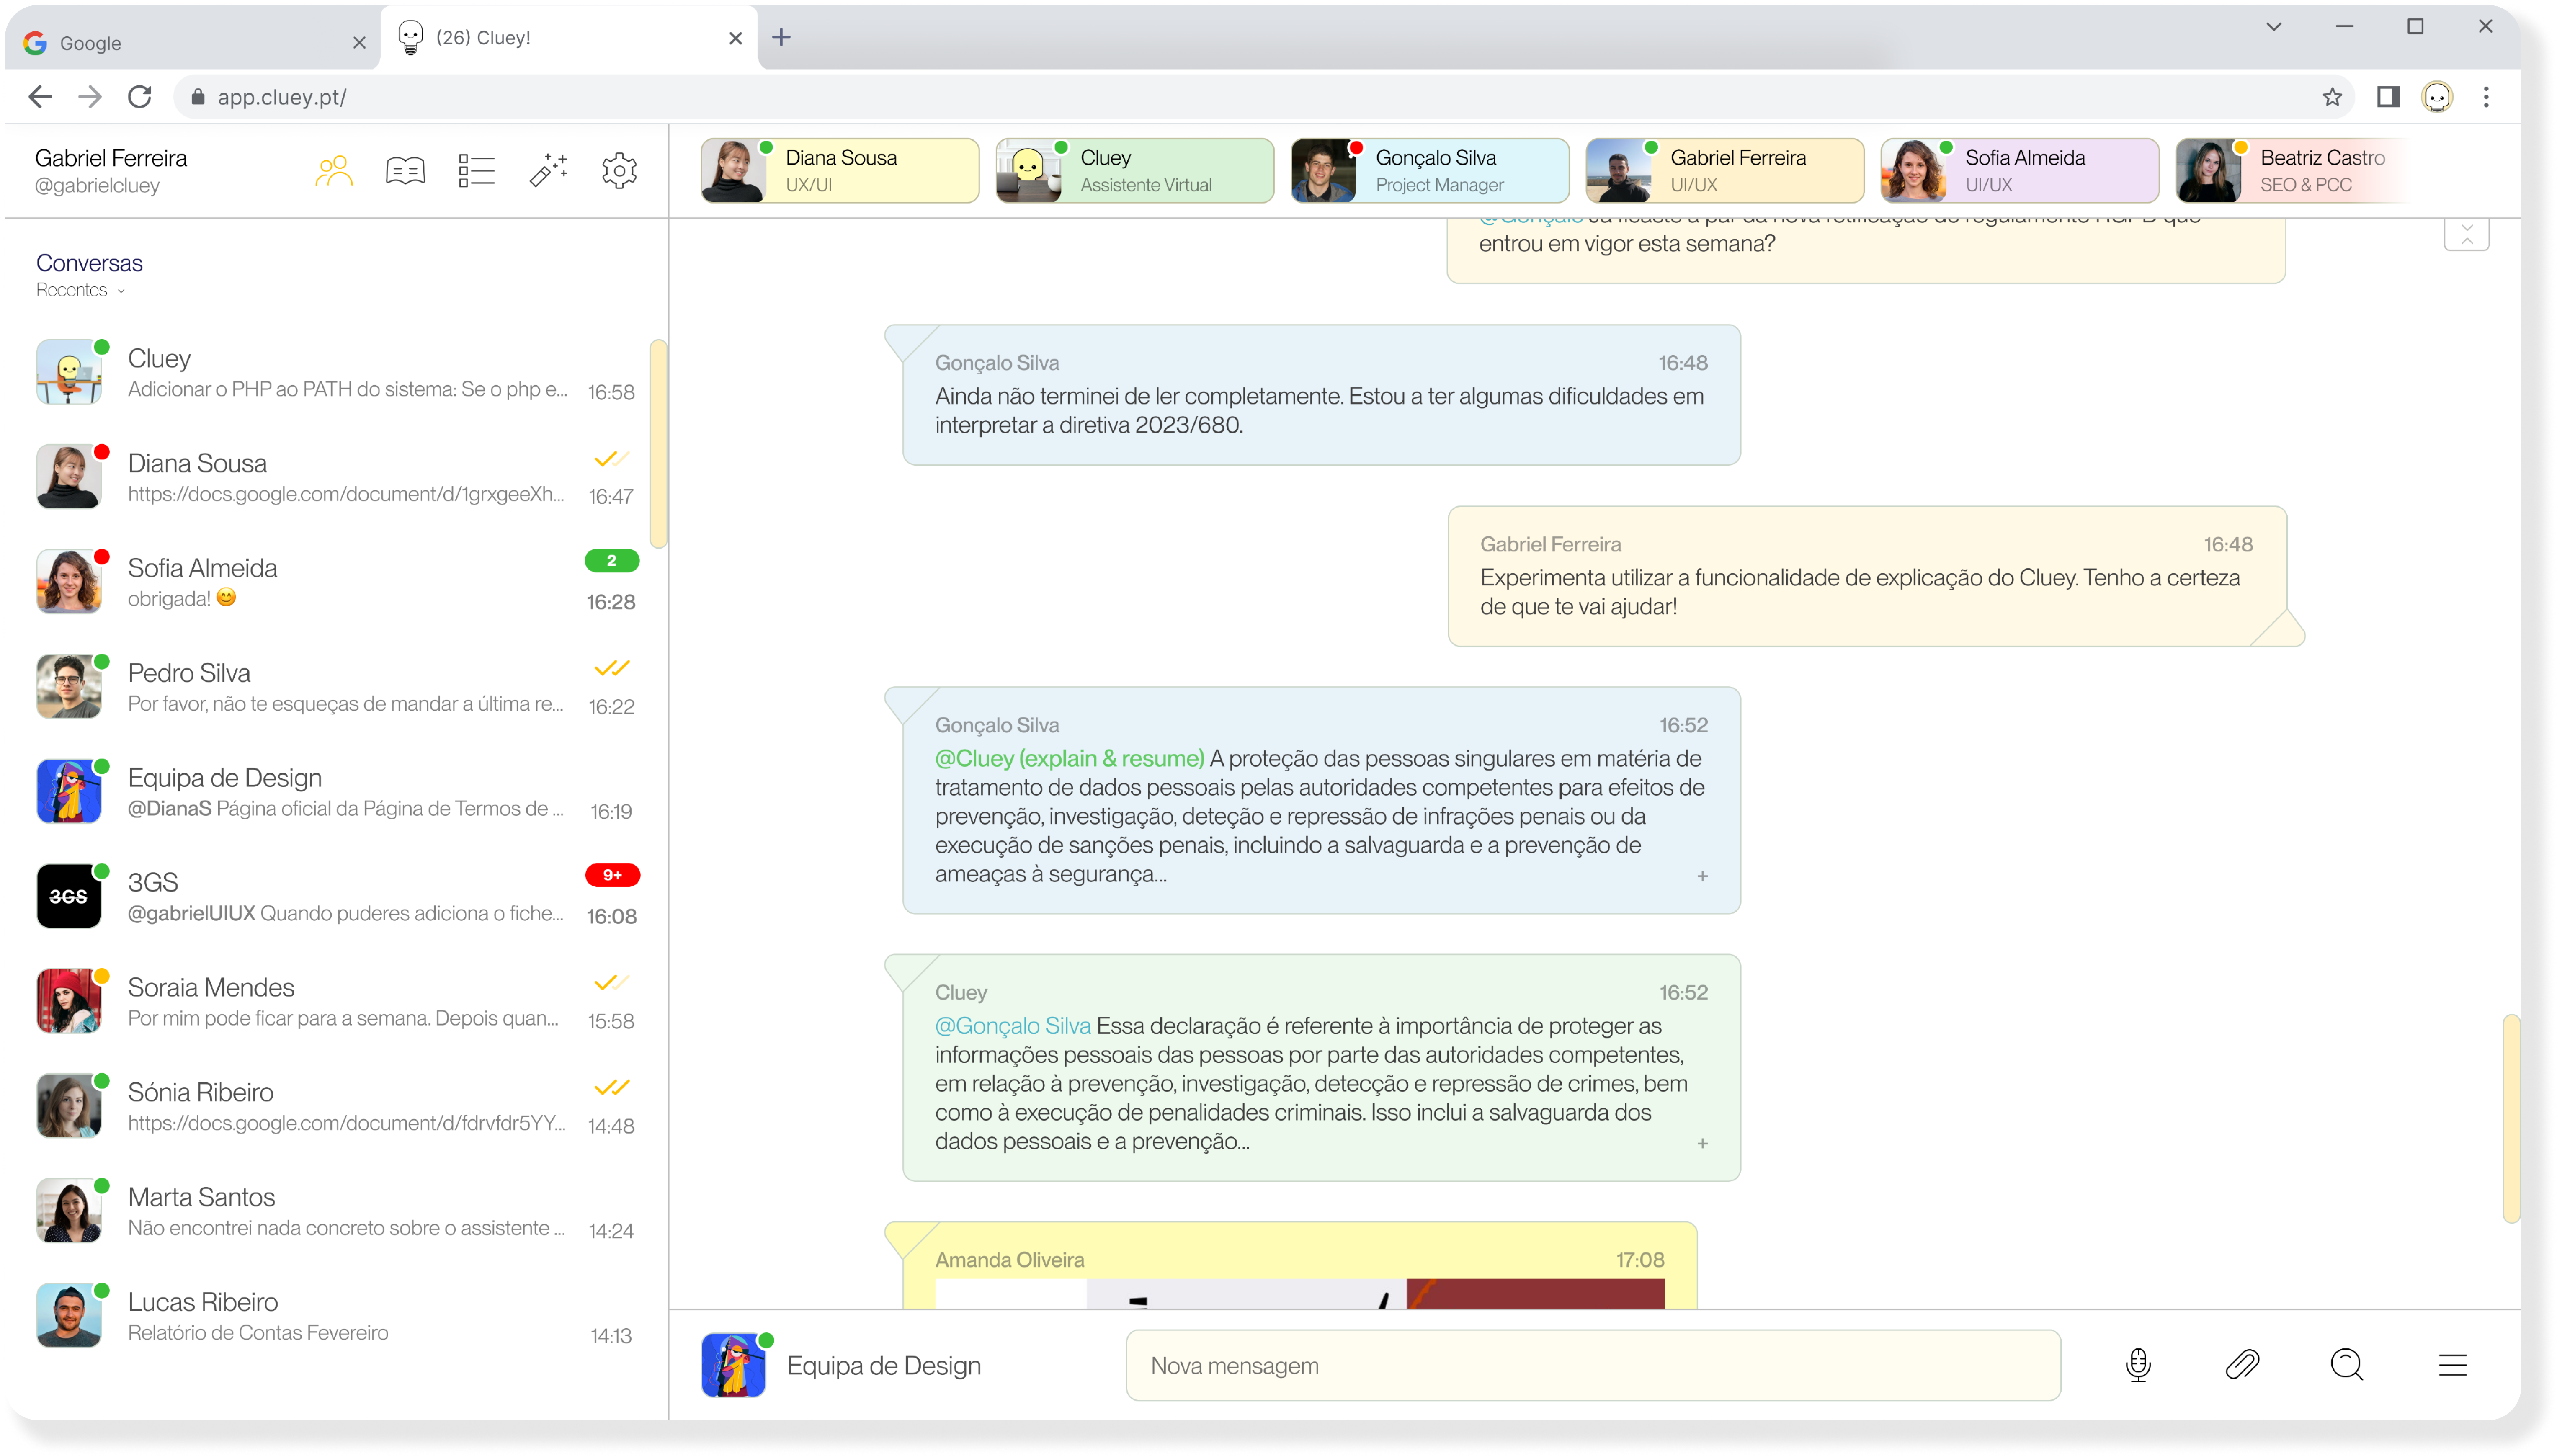 Google
(26) Cluey!
app.cluey.pt/
Gabriel Ferreira
@gabrielcluey
Diana Sousa
UX/UI
Cluey
Assistente Virtual
Gonçalo Silva
Project Manager
Gabriel Ferreira
UI/UX
Sofia Almeida
UI/UX
Beatriz Castro
SEO & PCC
Conversas
Recentes
Cluey
Adicionar o PHP ao PATH do sistema: Se o php e...
16:58
Diana Sousa
https://docs.google.com/document/d/1grxgeeXh...
16:47
Sofia Almeida
2
obrigada! 😊
16:28
Pedro Silva
Por favor, não te esqueças de mandar a última re...
16:22
Equipa de Design
@DianaS Página oficial da Página de Termos de ...
16:19
3GS
3GS
9+
@gabrielUIUX Quando puderes adiciona o fiche...
16:08
Soraia Mendes
Por mim pode ficar para a semana. Depois quan...
15:58
Sónia Ribeiro
https://docs.google.com/document/d/fdrvfdr5YY...
14:48
Marta Santos
Não encontrei nada concreto sobre o assistente ...
14:24
Lucas Ribeiro
Relatório de Contas Fevereiro
14:13
@Gonçalo Já ficaste a par da nova retificação do regulamento RGPD que
entrou em vigor esta semana?
Gonçalo Silva 16:48
Ainda não terminei de ler completamente. Estou a ter algumas dificuldades em
interpretar a diretiva 2023/680.
Gabriel Ferreira 16:48
Experimenta utilizar a funcionalidade de explicação do Cluey. Tenho a certeza
de que te vai ajudar!
Gonçalo Silva 16:52
@Cluey (explain & resume) A proteção das pessoas singulares em matéria de
tratamento de dados pessoais pelas autoridades competentes para efeitos de
prevenção, investigação, deteção e repressão de infrações penais ou da
execução de sanções penais, incluindo a salvaguarda e a prevenção de
ameaças à segurança... +
Cluey 16:52
@Gonçalo Silva Essa declaração é referente à importância de proteger as
informações pessoais das pessoas por parte das autoridades competentes,
em relação à prevenção, investigação, detecção e repressão de crimes, bem
como à execução de penalidades criminais. Isso inclui a salvaguarda dos
dados pessoais e a prevenção... +
Amanda Oliveira 17:08
Equipa de Design
Nova mensagem